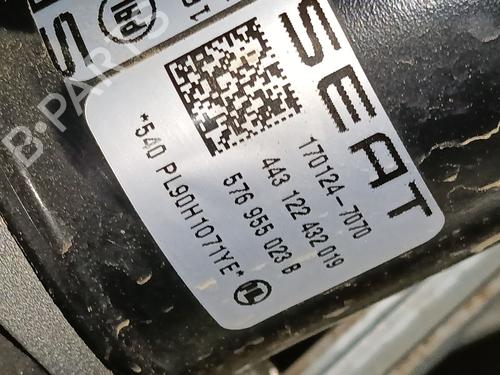 SEAT
170124-7070
443 122 432 019
576 955 023 B
*540 PL90H1071YE*
B-PARTS